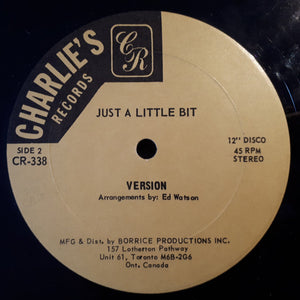 CHARLIE'S
RECORDS
CR
JUST A LITTLE BIT
SIDE 2
CR-338
12" DISCO
45 RPM
STEREO
VERSION
Arrangements by: Ed Watson
MFG & Dist. by BORRICE PRODUCTIONS INC.
157 Lotherton Pathway
Unit 61, Toronto M6B-2G6
Ont. Canada